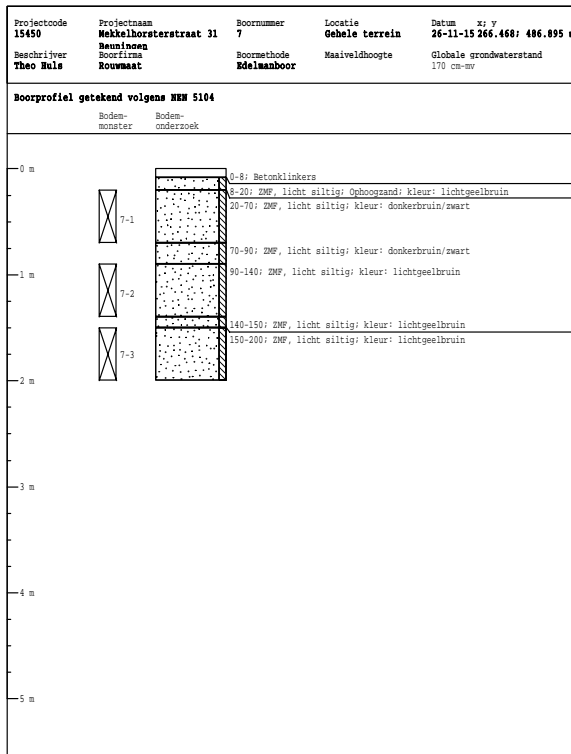 Projectcode Projectnaam Boornummer Locatie Datum x; y
15450 Mekkelhorsterstraat 31 7 Gehele terrein 26-11-15 266.468; 486.895
Beuningen
Beschrijver Boorfirma Boormethode Maaiveldhoogte Globale grondwaterstand
Theo Huls Rouwmaat Edelmanboor 170 cm-mv
Boorprofiel getekend volgens NEN 5104
Bodem- Bodem-
monster onderzoek
0 m
0-8; Betonklinkers
8-20; ZMF, licht siltig; Ophoogzand; kleur: lichtgeelbruin
20-70; ZMF, licht siltig; kleur: donkerbruin/zwart
7-1
70-90; ZMF, licht siltig; kleur: donkerbruin/zwart
1 m
90-140; ZMF, licht siltig; kleur: lichtgeelbruin
7-2
140-150; ZMF, licht siltig; kleur: lichtgeelbruin
150-200; ZMF, licht siltig; kleur: lichtgeelbruin
7-3
2 m
3 m
4 m
5 m